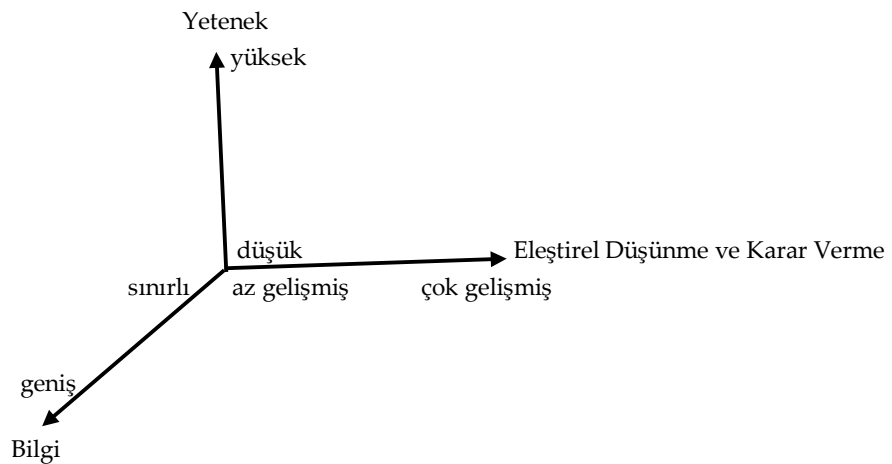 Yetenek
yüksek
düşük
Eleştirel Düşünme ve Karar Verme
sınırlı
az gelişmiş
çok gelişmiş
geniş
Bilgi